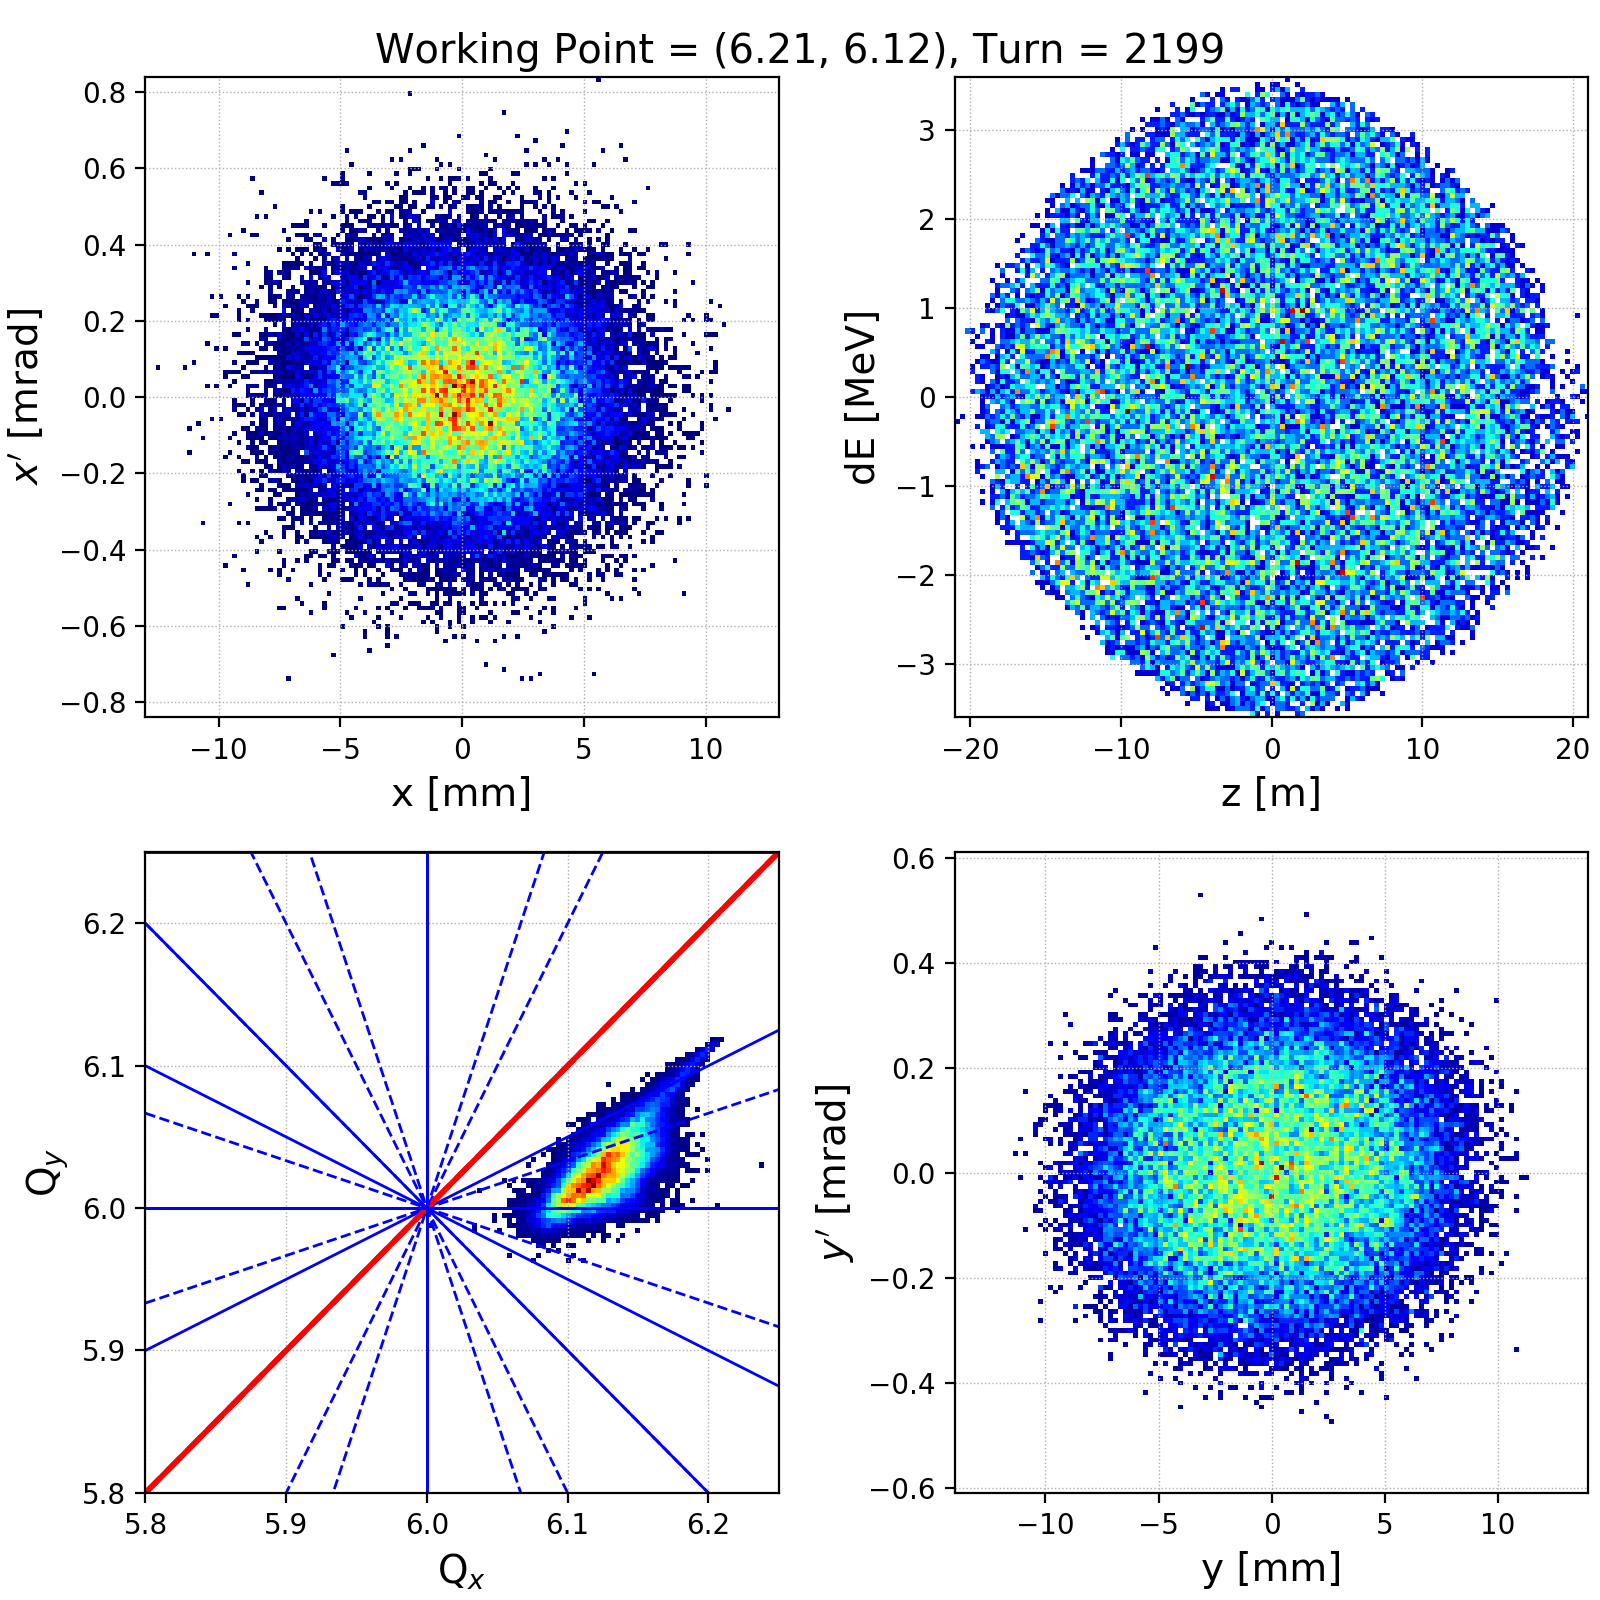 Working Point = (6.21, 6.12), Turn = 2199
0.8
0.6
0.4
0.2
0.0
−0.2
−0.4
−0.6
−0.8
x′ [mrad]
−10 −5 0 5 10
x [mm]
3
2
1
0
−1
−2
−3
dE [MeV]
−20 −10 0 10 20
z [m]
6.2
6.1
6.0
5.9
5.8
Qy
5.8 5.9 6.0 6.1 6.2
Qx
0.6
0.4
0.2
0.0
−0.2
−0.4
−0.6
y′ [mrad]
−10 −5 0 5 10
y [mm]